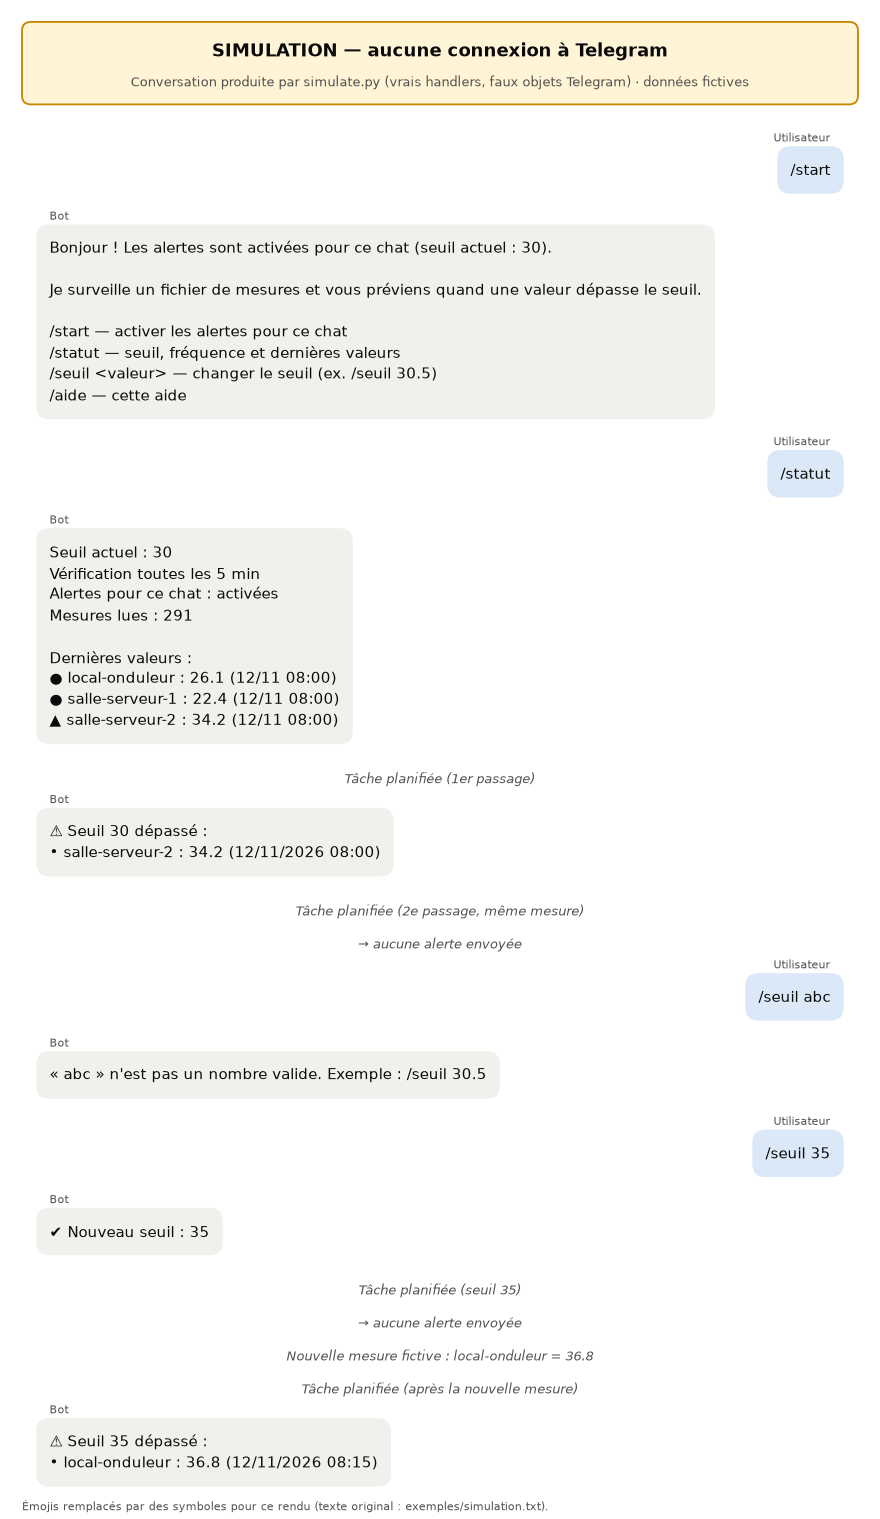 SIMULATION — aucune connexion à Telegram
Conversation produite par simulate.py (vrais handlers, faux objets Telegram) · données fictives
Utilisateur
/start
Bot
Bonjour ! Les alertes sont activées pour ce chat (seuil actuel : 30).
Je surveille un fichier de mesures et vous préviens quand une valeur dépasse le seuil.
/start — activer les alertes pour ce chat
/statut — seuil, fréquence et dernières valeurs
/seuil <valeur> — changer le seuil (ex. /seuil 30.5)
/aide — cette aide
Utilisateur
/statut
Bot
Seuil actuel : 30
Vérification toutes les 5 min
Alertes pour ce chat : activées
Mesures lues : 291
Dernières valeurs :
● local-onduleur : 26.1 (12/11 08:00)
● salle-serveur-1 : 22.4 (12/11 08:00)
▲ salle-serveur-2 : 34.2 (12/11 08:00)
Tâche planifiée (1er passage)
Bot
⚠ Seuil 30 dépassé :
• salle-serveur-2 : 34.2 (12/11/2026 08:00)
Tâche planifiée (2e passage, même mesure)
→ aucune alerte envoyée
Utilisateur
/seuil abc
Bot
« abc » n'est pas un nombre valide. Exemple : /seuil 30.5
Utilisateur
/seuil 35
Bot
✔ Nouveau seuil : 35
Tâche planifiée (seuil 35)
→ aucune alerte envoyée
Nouvelle mesure fictive : local-onduleur = 36.8
Tâche planifiée (après la nouvelle mesure)
Bot
⚠ Seuil 35 dépassé :
• local-onduleur : 36.8 (12/11/2026 08:15)
Émojis remplacés par des symboles pour ce rendu (texte original : exemples/simulation.txt).